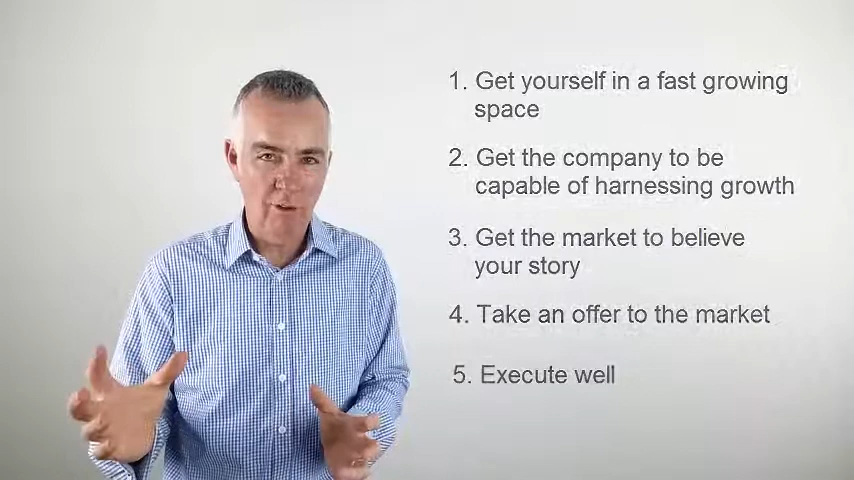 1. Get yourself in a fast growing
space
2. Get the company to be
capable of harnessing growth
3. Get the market to believe
your story
4. Take an offer to the market
5. Execute well